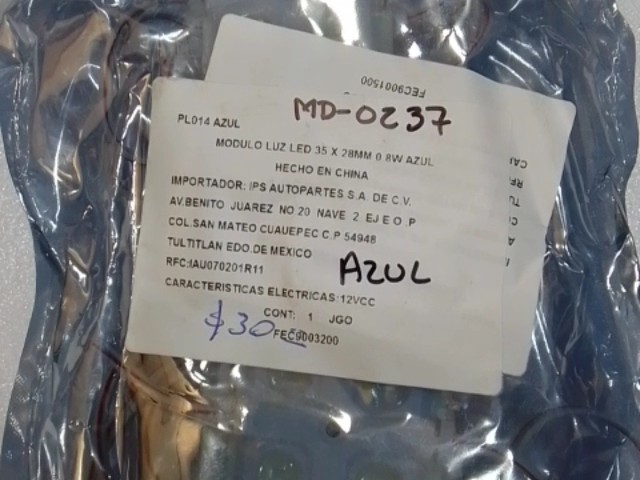 FEC9001500
MD-0237
PL014 AZUL
MODULO LUZ LED 35 X 28MM 0.8W AZUL
HECHO EN CHINA
IMPORTADOR: IPS AUTOPARTES S.A. DE C.V.
AV.BENITO JUAREZ NO.20 NAVE 2 EJE O .P
COL.SAN MATEO CUAUEPEC C.P 54948
TULTITLAN EDO.DE MEXICO
RFC:IAU070201R11
AZUL
CARACTERISTICAS ELECTRICAS:12VCC
CONT: 1 JGO
$30
FEC9003200